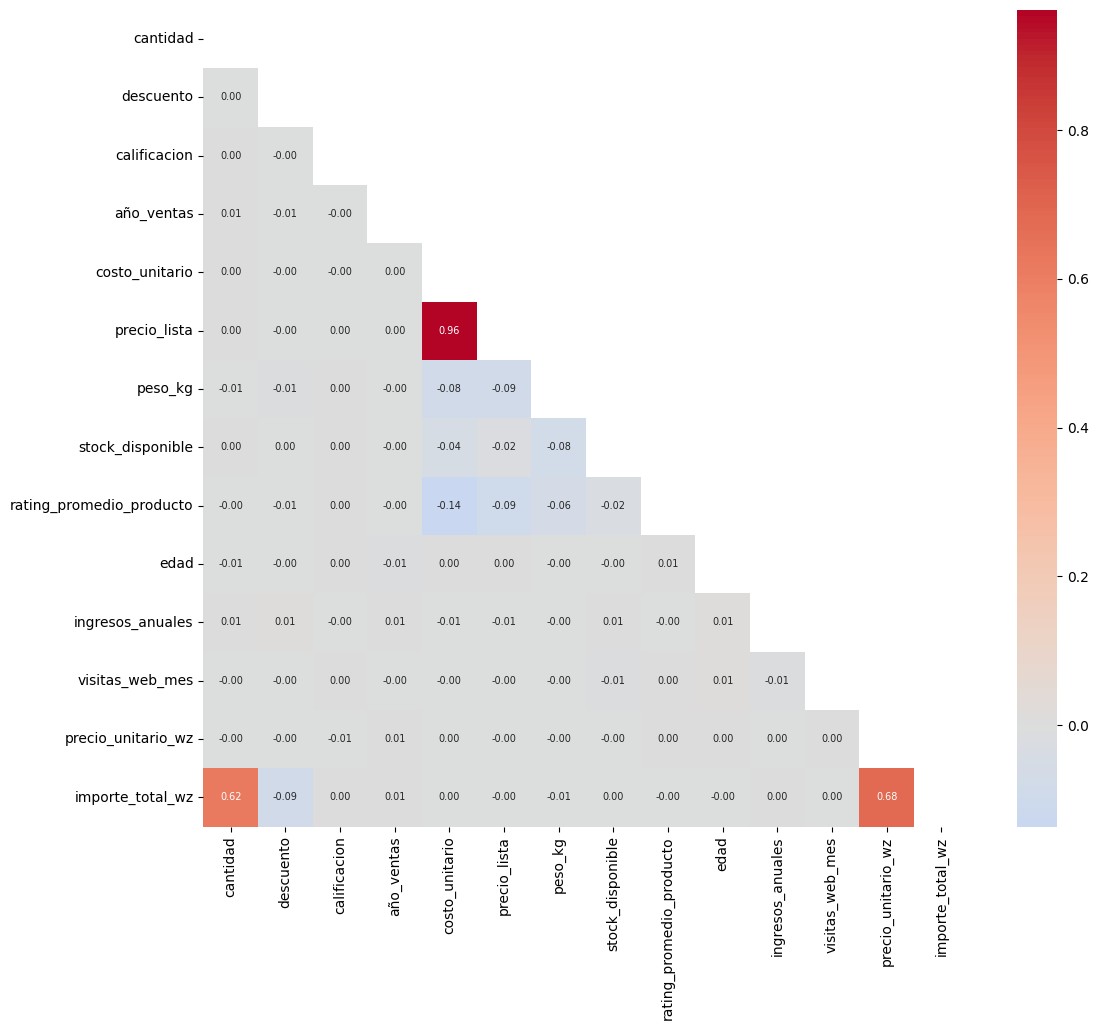 cantidad
descuento 0.00
calificacion 0.00 -0.00
año_ventas 0.01 -0.01 -0.00
costo_unitario 0.00 -0.00 -0.00 0.00
precio_lista 0.00 -0.00 0.00 0.00 0.96
peso_kg -0.01 -0.01 0.00 -0.00 -0.08 -0.09
stock_disponible 0.00 0.00 0.00 -0.00 -0.04 -0.02 -0.08
rating_promedio_producto -0.00 -0.01 0.00 -0.00 -0.14 -0.09 -0.06 -0.02
edad -0.01 -0.00 0.00 -0.01 0.00 0.00 -0.00 -0.00 0.01
ingresos_anuales 0.01 0.01 -0.00 0.01 -0.01 -0.01 -0.00 0.01 -0.00 0.01
visitas_web_mes -0.00 -0.00 0.00 -0.00 -0.00 -0.00 -0.00 -0.01 0.00 0.01 -0.01
precio_unitario_wz -0.00 -0.00 -0.01 0.01 0.00 -0.00 -0.00 0.00 0.00 0.00 0.00 0.00
importe_total_wz 0.62 -0.09 0.00 0.01 0.00 -0.00 -0.01 0.00 -0.00 -0.00 0.00 0.00 0.68
cantidad
descuento
calificacion
año_ventas
costo_unitario
precio_lista
peso_kg
stock_disponible
rating_promedio_producto
edad
ingresos_anuales
visitas_web_mes
precio_unitario_wz
importe_total_wz
0.8
0.6
0.4
0.2
0.0